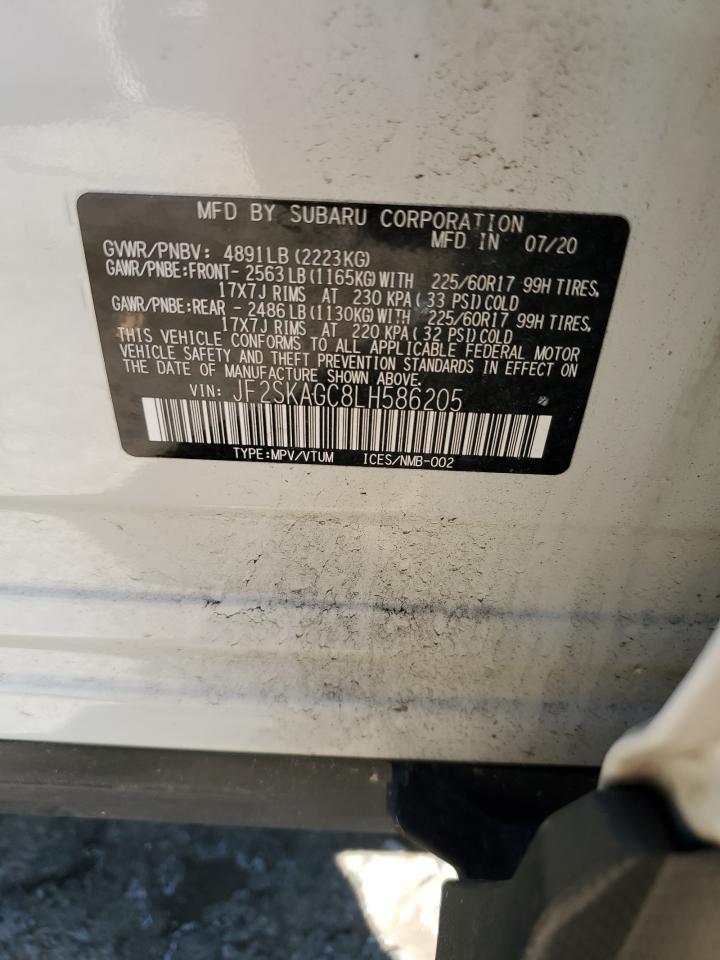 MFD BY SUBARU CORPORATION
MFD IN 07/20
GVWR/PNBV: 4891LB(2223KG)
GAWR/PNBE:FRONT- 2563LB(1165KG)WITH 225/60R17 99H TIRES,
17X7J RIMS AT 230 KPA(33 PSI)COLD
GAWR/PNBE:REAR - 2486LB(1130KG)WITH 225/60R17 99H TIRES,
17X7J RIMS AT 220 KPA(32 PSI)COLD
THIS VEHICLE CONFORMS TO ALL APPLICABLE FEDERAL MOTOR
VEHICLE SAFETY AND THEFT PREVENTION STANDARDS IN EFFECT ON
THE DATE OF MANUFACTURE SHOWN ABOVE.
VIN: JF2SKAGC8LH586205
TYPE:MPV/VTUM ICES/NMB-002